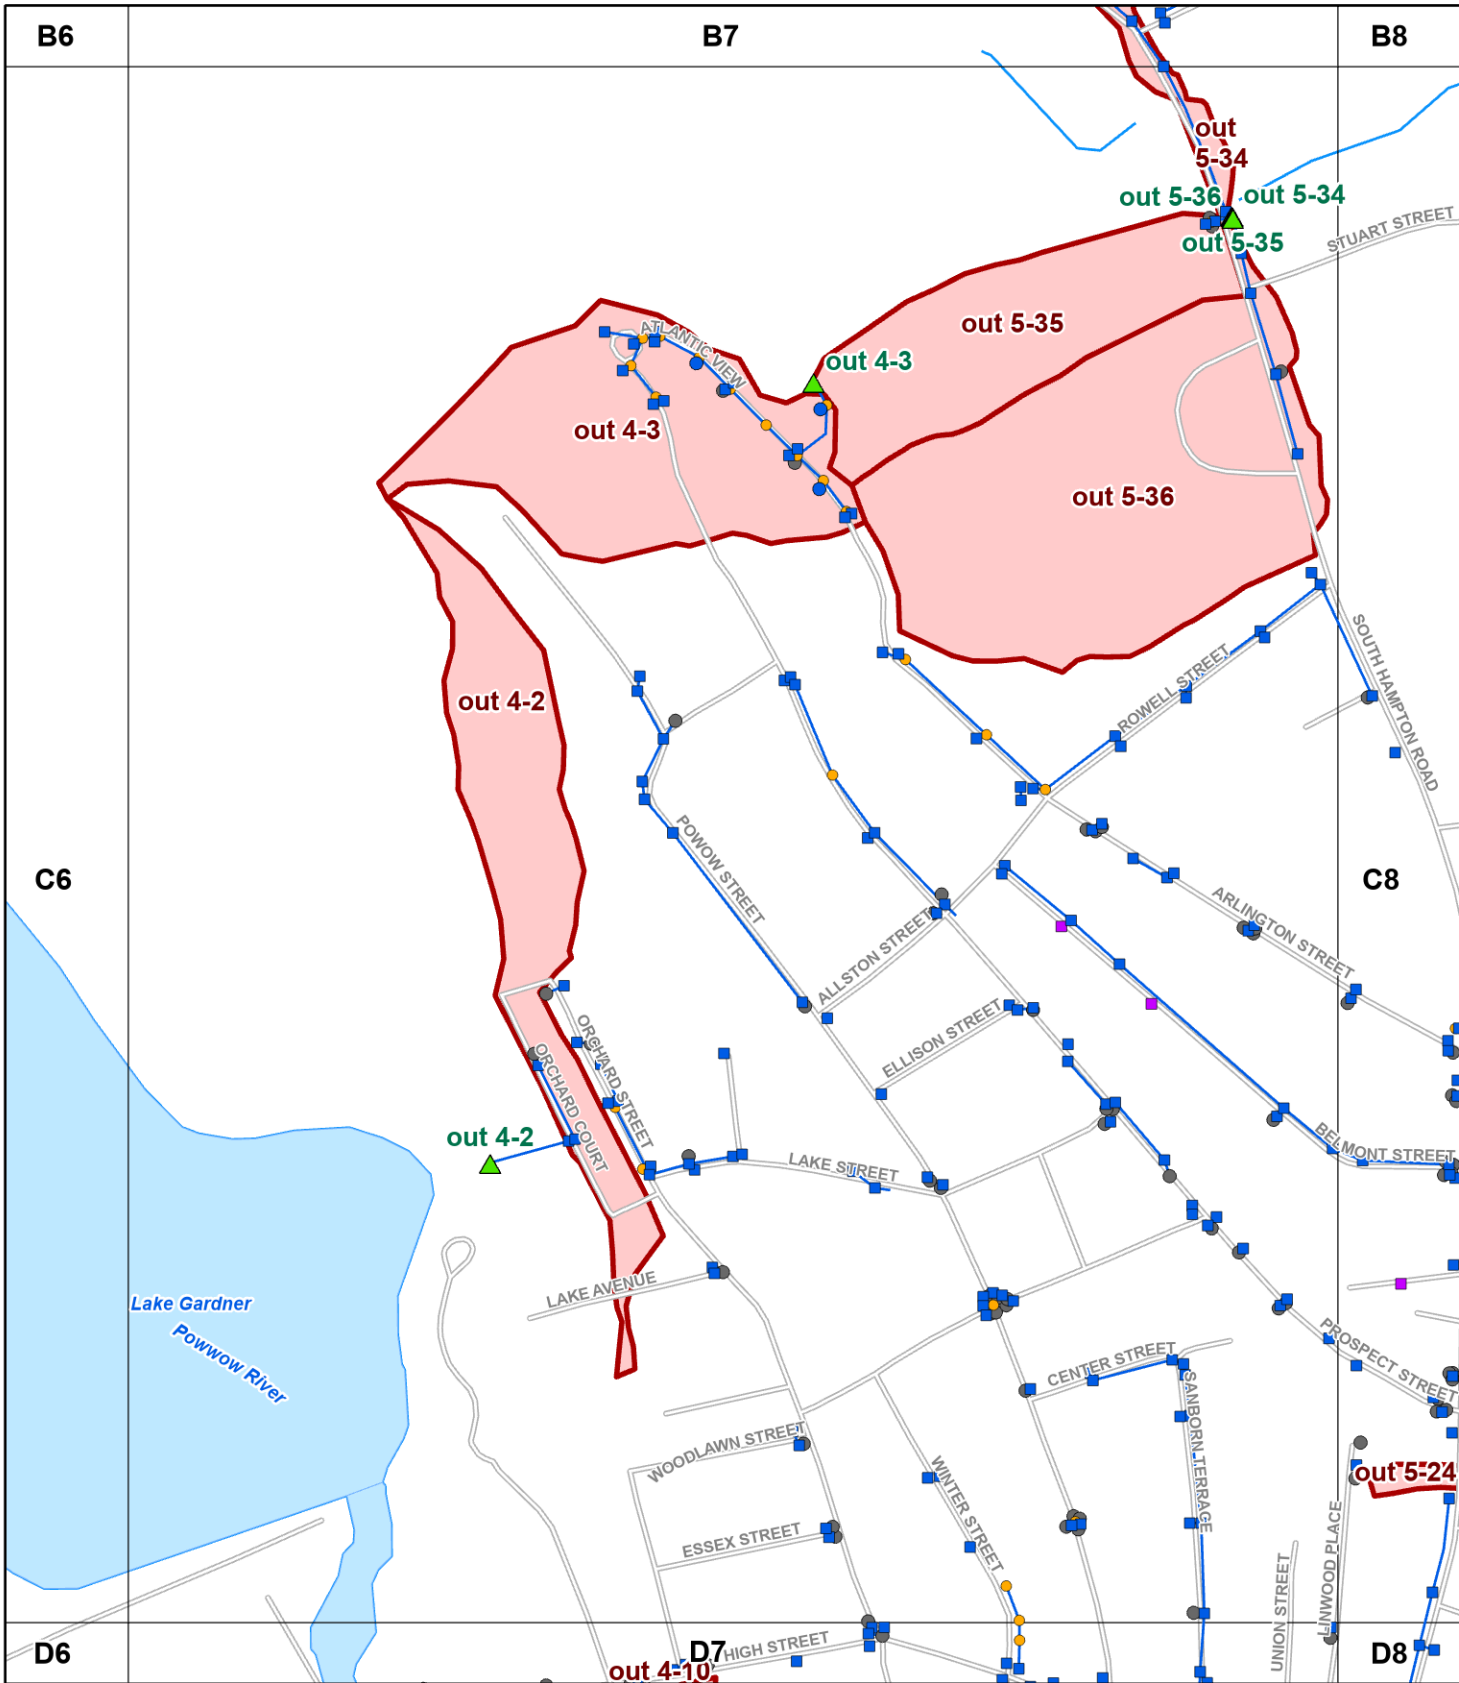 B6
B7
B8
out
5-34
out 5-36
out 5-34
out 5-35
STUART STREET
out 5-35
ATLANTIC VIEW
out 4-3
out 4-3
out 5-36
SOUTH HAMPTON ROAD
ROWELL STREET
out 4-2
POWOW STREET
C6
C8
ALLSTON STREET
ARLINGTON STREET
ELLISON STREET
ORCHARD STREET
ORCHARD COURT
out 4-2
LAKE STREET
BELMONT STREET
LAKE AVENUE
Lake Gardner
Powwow River
PROSPECT STREET
CENTER STREET
SANBORN TERRACE
WOODLAWN STREET
WINTER STREET
out 5-24
ESSEX STREET
LINWOOD PLACE
UNION STREET
D6
D7
HIGH STREET
D8
out 4-10